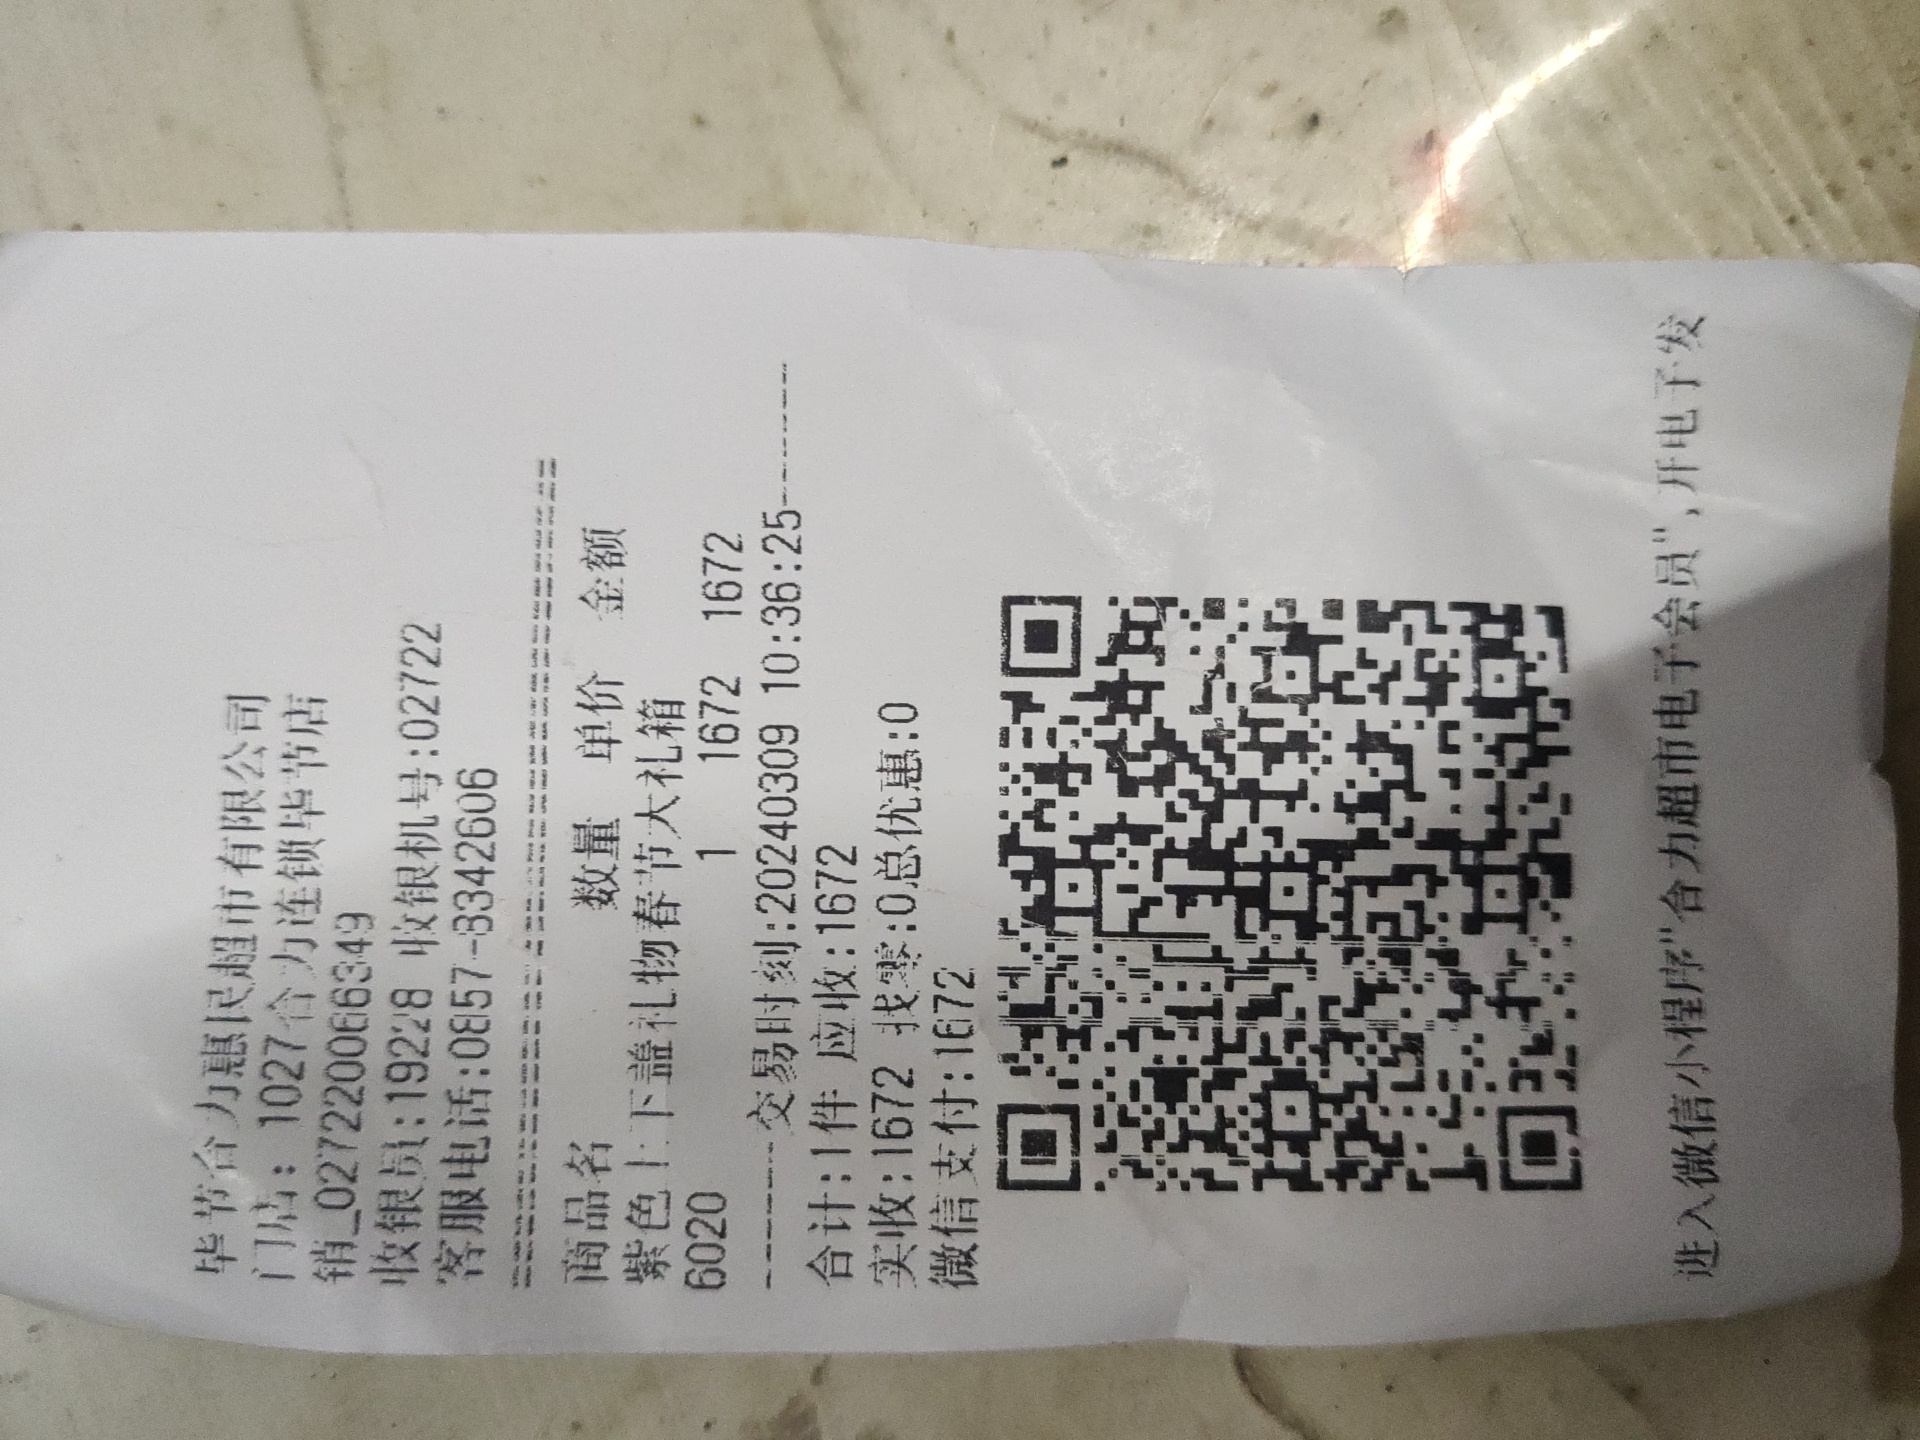 毕节合力惠民超市有限公司
门店: 1027合力连锁毕节店
销_027220066349
收银员:19228 收银机号:02722
客服电话:0857-8342606
==============================
商品名 数量 单价 金额
紫色上下盖礼物春节大礼箱
6020 1 1672 1672
--------交易时刻:20240309 10:36:25--------
合计:1件 应收:1672
实收:1672 找零:0总优惠:0
微信支付:1672
进入微信小程序"合力超市电子会员",开电子发